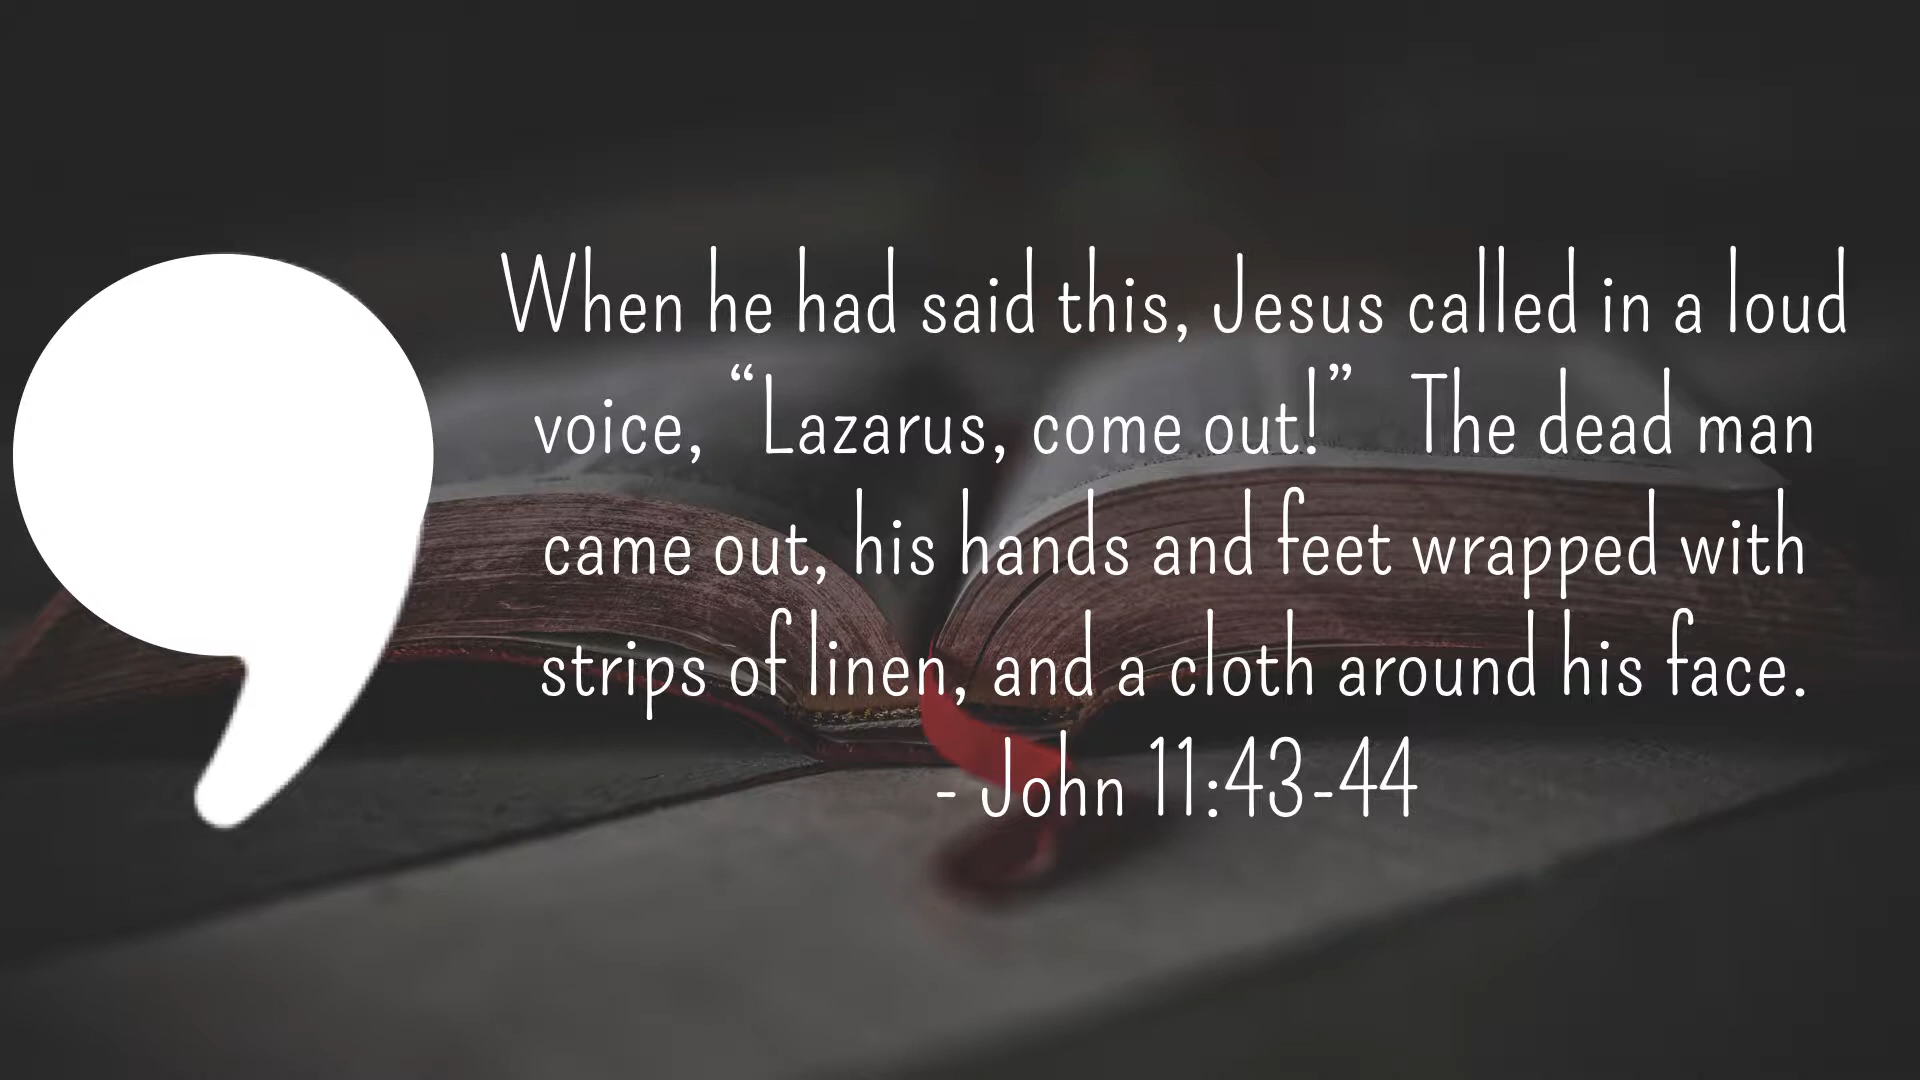 When he had said this, Jesus called in a loud
voice, “Lazarus, come out!” The dead man
came out, his hands and feet wrapped with
strips of linen, and a cloth around his face.
- John 11:43-44